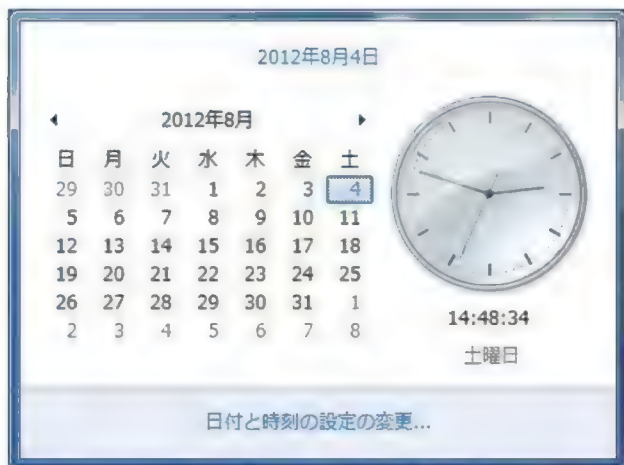 2012年8月4日
2012年8月
日 月 火 水 木 金 土
29 30 31 1 2 3 4
5 6 7 8 9 10 11
12 13 14 15 16 17 18
19 20 21 22 23 24 25
26 27 28 29 30 31 1
2 3 4 5 6 7 8
14:48:34
土曜日
日付と時刻の設定の変更...